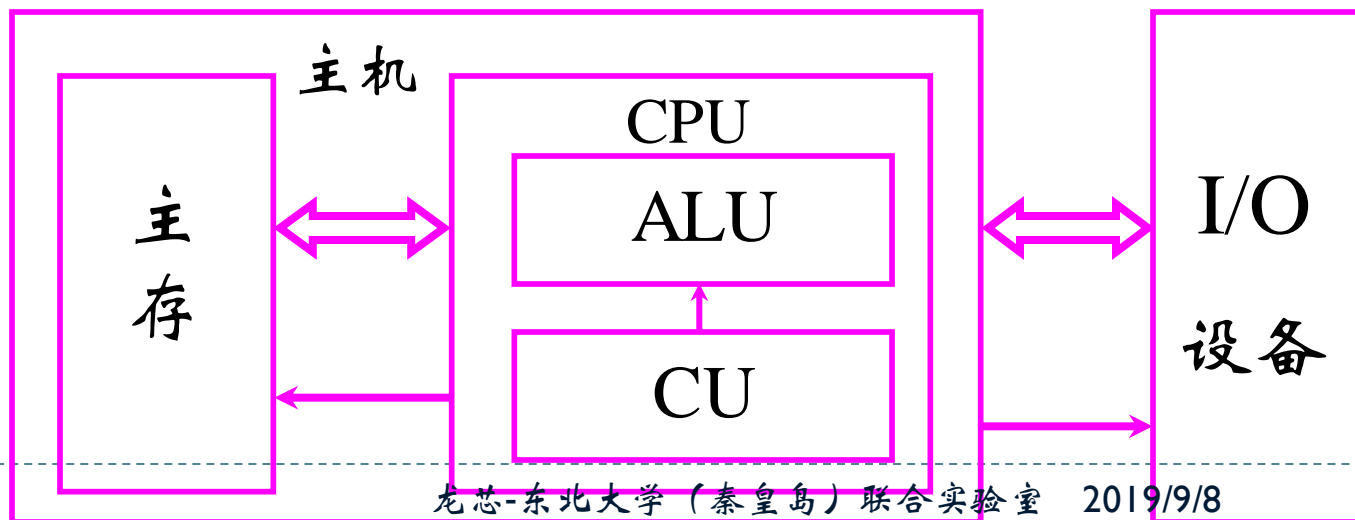 主机
CPU
主
存
ALU
CU
I/O
设备
龙芯-东北大学（秦皇岛）联合实验室 2019/9/8